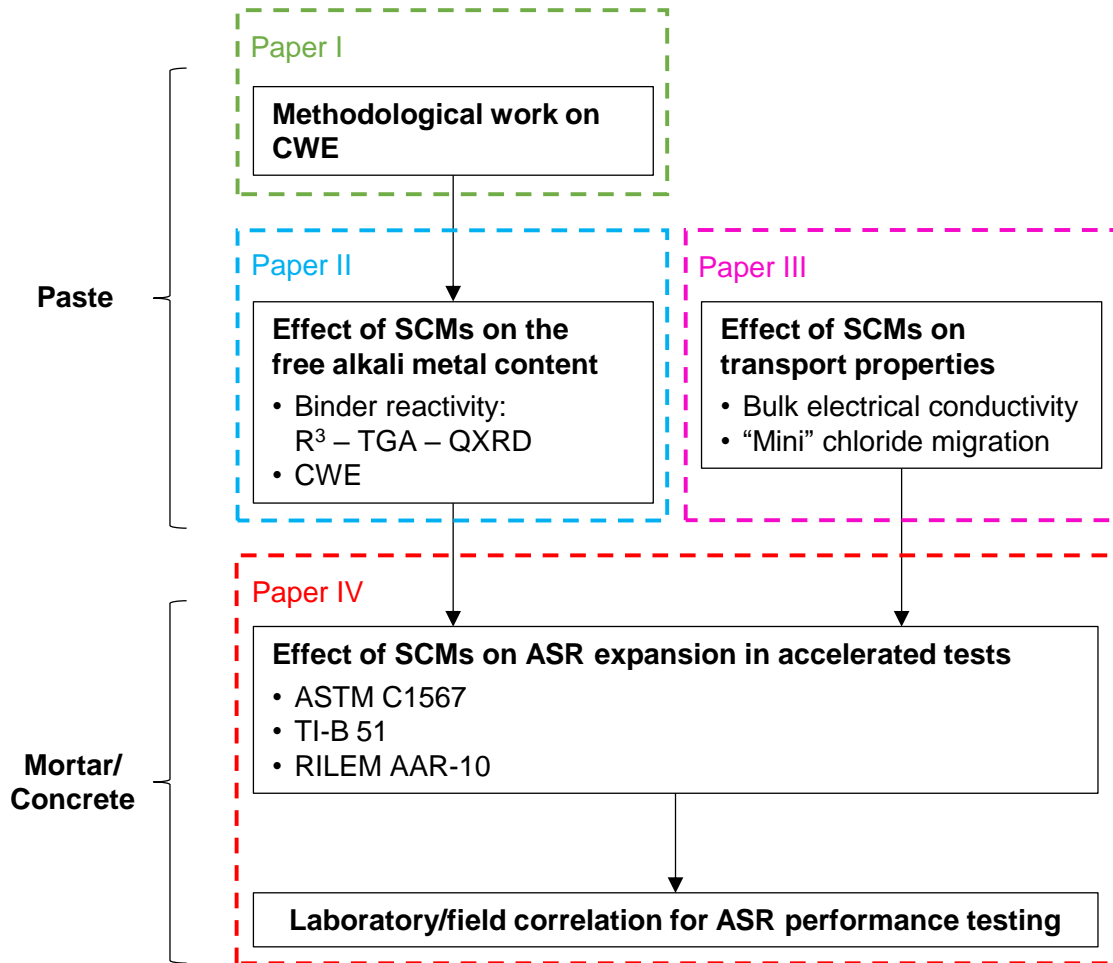 Paper I
Methodological work on
CWE
Paste
Paper II
Effect of SCMs on the
free alkali metal content
• Binder reactivity:
R³ – TGA – QXRD
• CWE
Paper III
Effect of SCMs on
transport properties
• Bulk electrical conductivity
• “Mini” chloride migration
Mortar/
Concrete
Paper IV
Effect of SCMs on ASR expansion in accelerated tests
• ASTM C1567
• TI-B 51
• RILEM AAR-10
Laboratory/field correlation for ASR performance testing